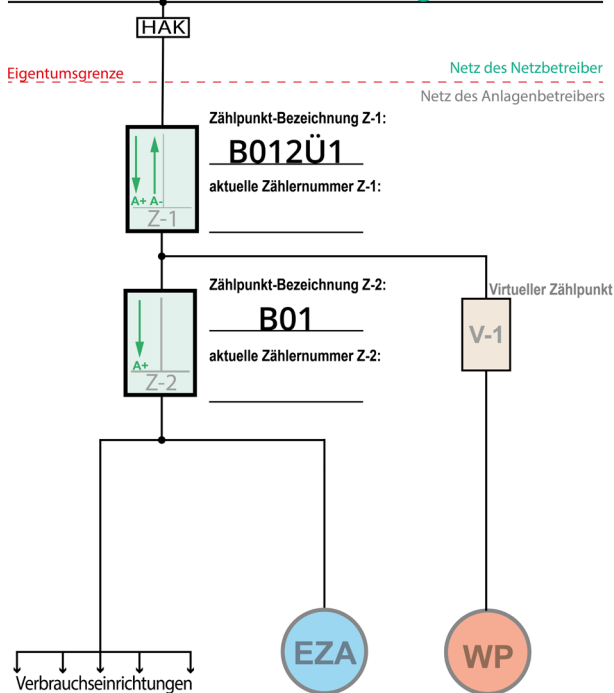 HAK
Eigentumsgrenze
Netz des Netzbetreiber
Netz des Anlagenbetreibers
Zählpunkt-Bezeichnung Z-1:
B012Ü1
aktuelle Zählernummer Z-1:
A+ A-
Z-1
Zählpunkt-Bezeichnung Z-2:
B01
aktuelle Zählernummer Z-2:
A+
Z-2
Virtueller Zählpunkt
V-1
EZA
WP
Verbrauchseinrichtungen